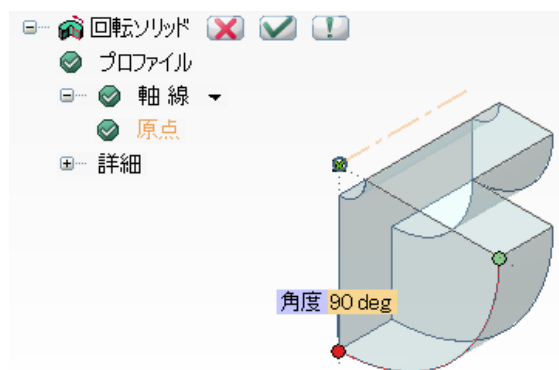 回転ソリッド
プロファイル
軸線
原点
詳細
角度 90 deg